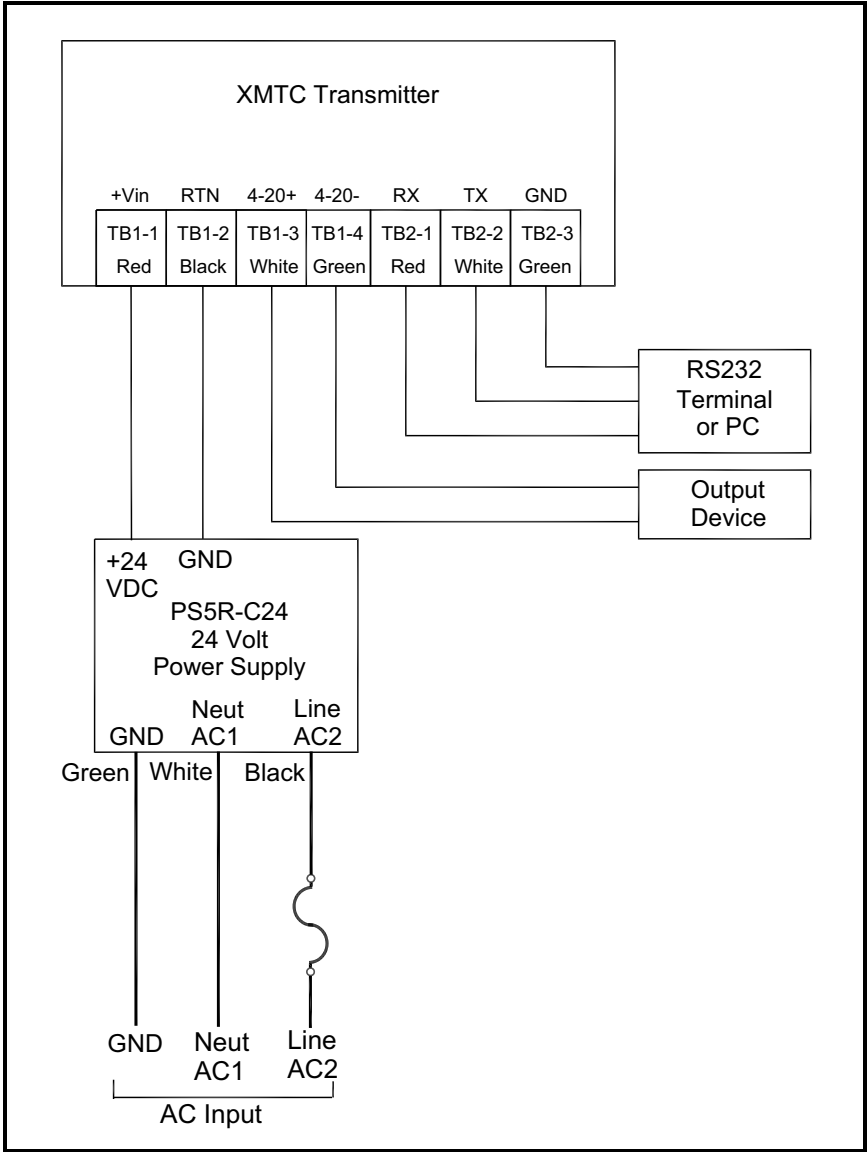 XMTC Transmitter
+Vin RTN 4-20+ 4-20- RX TX GND
TB1-1 TB1-2 TB1-3 TB1-4 TB2-1 TB2-2 TB2-3
Red Black White Green Red White Green
RS232
Terminal
or PC
Output
Device
+24 GND
VDC
PS5R-C24
24 Volt
Power Supply
Neut Line
GND AC1 AC2
Green White Black
GND Neut Line
AC1 AC2
AC Input